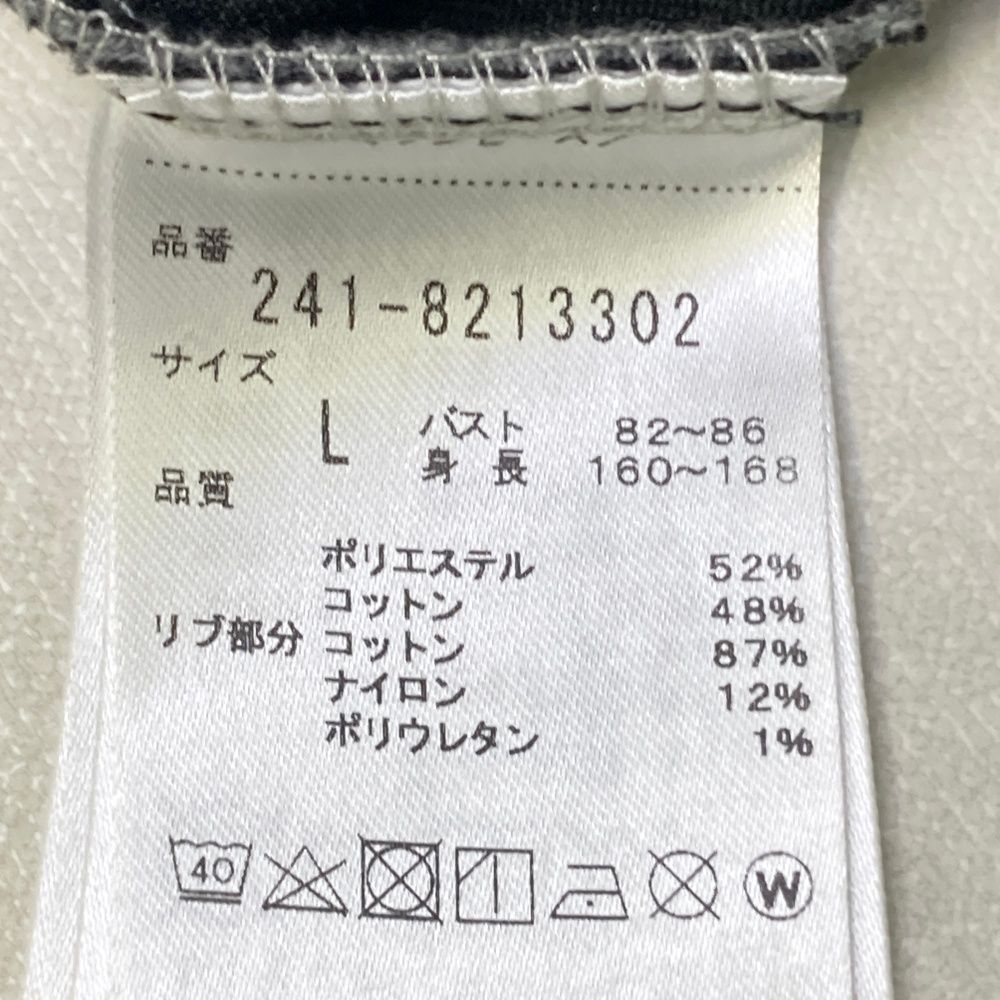 品番
241-8213302
サイズ
L バスト 82～86
身長 160～168
品質
ポリエステル 52%
コットン 48%
リブ部分 コットン 87%
ナイロン 12%
ポリウレタン 1%
40 W